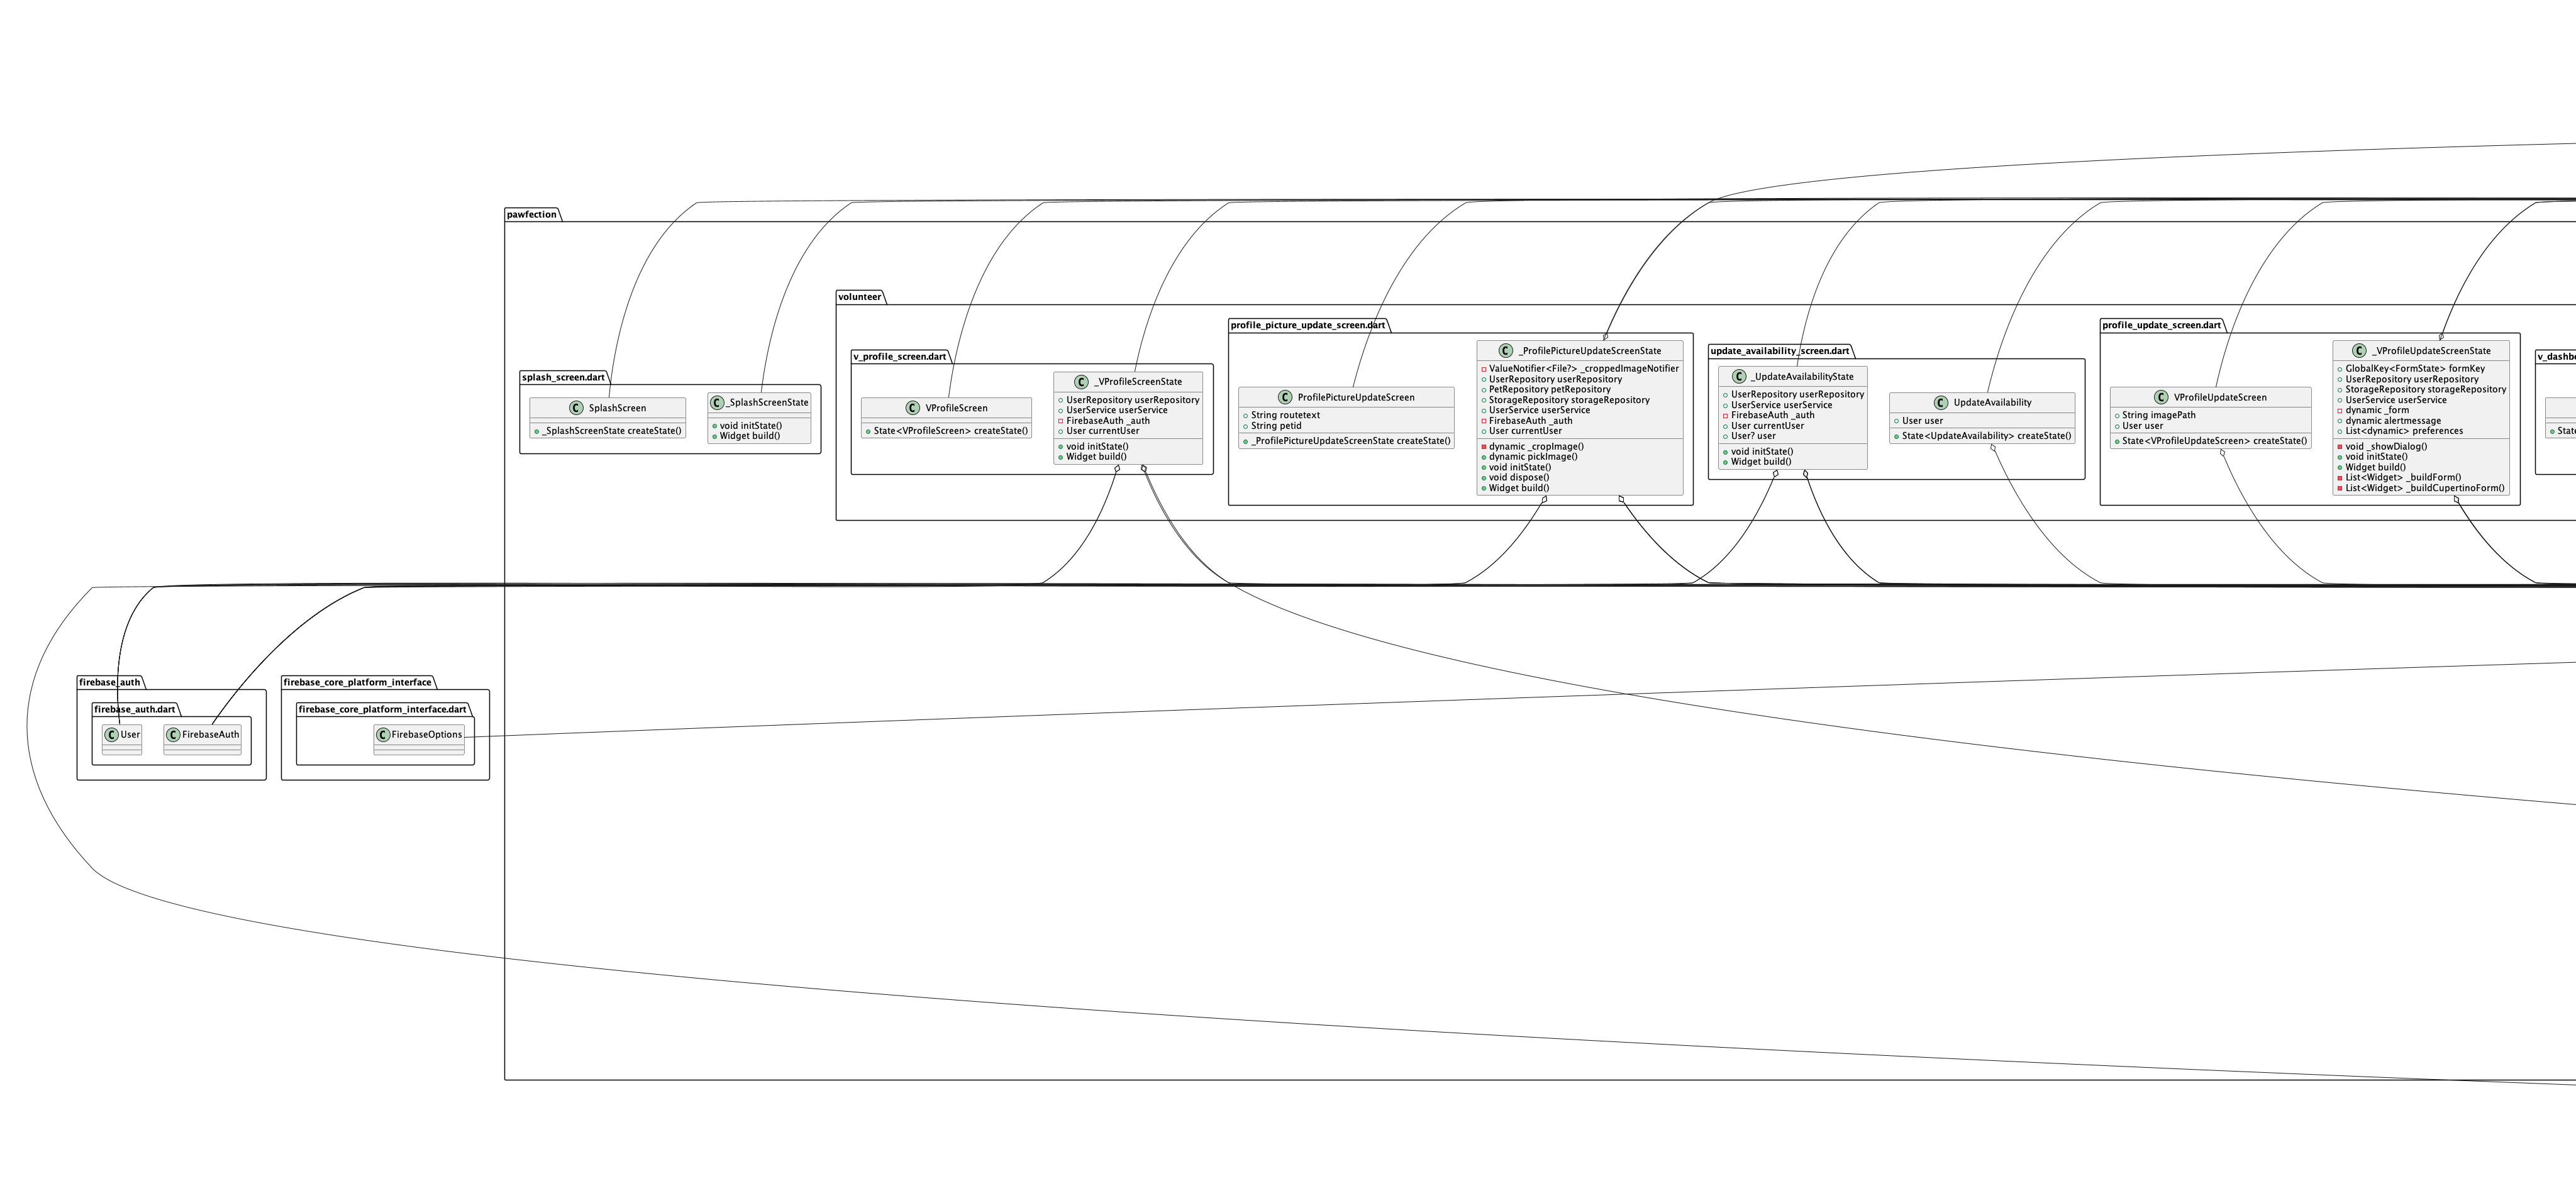 pawfection
splash_screen.dart
C SplashScreen
_SplashScreenState createState()
C _SplashScreenState
void initState()
Widget build()
volunteer
v_profile_screen.dart
C VProfileScreen
State<VProfileScreen> createState()
C _VProfileScreenState
UserRepository userRepository
UserService userService
FirebaseAuth _auth
User currentUser
void initState()
Widget build()
profile_picture_update_screen.dart
C ProfilePictureUpdateScreen
String routetext
String petid
_ProfilePictureUpdateScreenState createState()
C _ProfilePictureUpdateScreenState
ValueNotifier<File?> _croppedImageNotifier
UserRepository userRepository
PetRepository petRepository
StorageRepository storageRepository
UserService userService
FirebaseAuth _auth
User currentUser
dynamic _cropImage()
dynamic pickImage()
void initState()
void dispose()
Widget build()
update_availability_screen.dart
C _UpdateAvailabilityState
UserRepository userRepository
UserService userService
FirebaseAuth _auth
User currentUser
User? user
void initState()
Widget build()
C UpdateAvailability
User user
State<UpdateAvailability> createState()
profile_update_screen.dart
C VProfileUpdateScreen
String imagePath
User user
State<VProfileUpdateScreen> createState()
C _VProfileUpdateScreenState
GlobalKey<FormState> formKey
UserRepository userRepository
StorageRepository storageRepository
UserService userService
dynamic _form
dynamic alertmessage
List<dynamic> preferences
void _showDialog()
void initState()
Widget build()
List<Widget> _buildForm()
List<Widget> _buildCupertinoForm()
firebase_auth
firebase_auth.dart
C User
C FirebaseAuth
firebase_core_platform_interface
firebase_core_platform_interface.dart
C FirebaseOptions